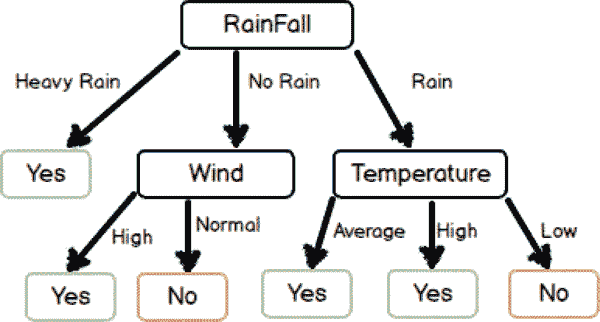 RainFall
Heavy Rain
No Rain
Rain
Yes
Wind
Temperature
High
Normal
Average
High
Low
Yes
No
Yes
Yes
No